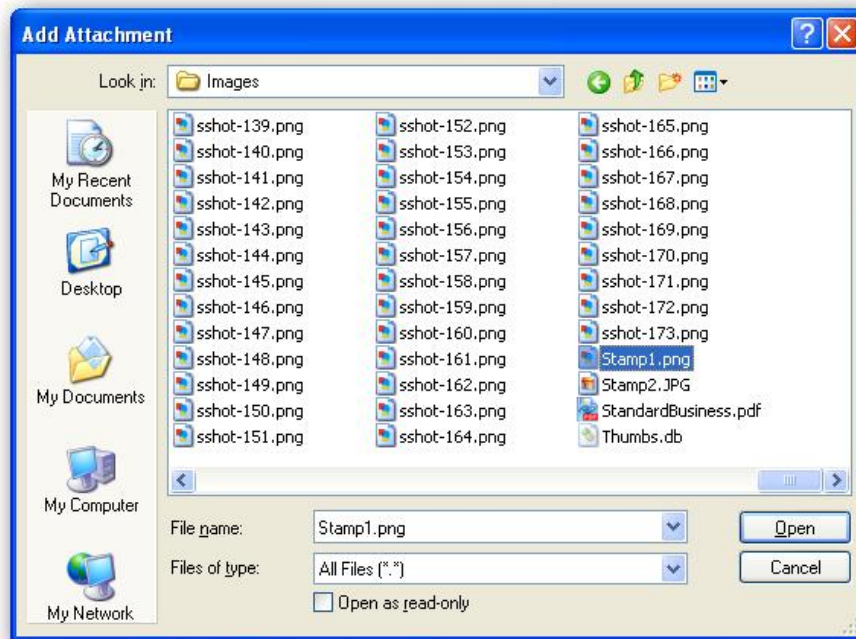 Add Attachment
Look in: Images
My Recent
Documents
Desktop
My Documents
My Computer
My Network
sshot-139.png
sshot-140.png
sshot-141.png
sshot-142.png
sshot-143.png
sshot-144.png
sshot-145.png
sshot-146.png
sshot-147.png
sshot-148.png
sshot-149.png
sshot-150.png
sshot-151.png
sshot-152.png
sshot-153.png
sshot-154.png
sshot-155.png
sshot-156.png
sshot-157.png
sshot-158.png
sshot-159.png
sshot-160.png
sshot-161.png
sshot-162.png
sshot-163.png
sshot-164.png
sshot-165.png
sshot-166.png
sshot-167.png
sshot-168.png
sshot-169.png
sshot-170.png
sshot-171.png
sshot-172.png
sshot-173.png
Stamp1.png
Stamp2.JPG
StandardBusiness.pdf
Thumbs.db
File name: Stamp1.png Open
Files of type: All Files (*.*) Cancel
Open as read-only